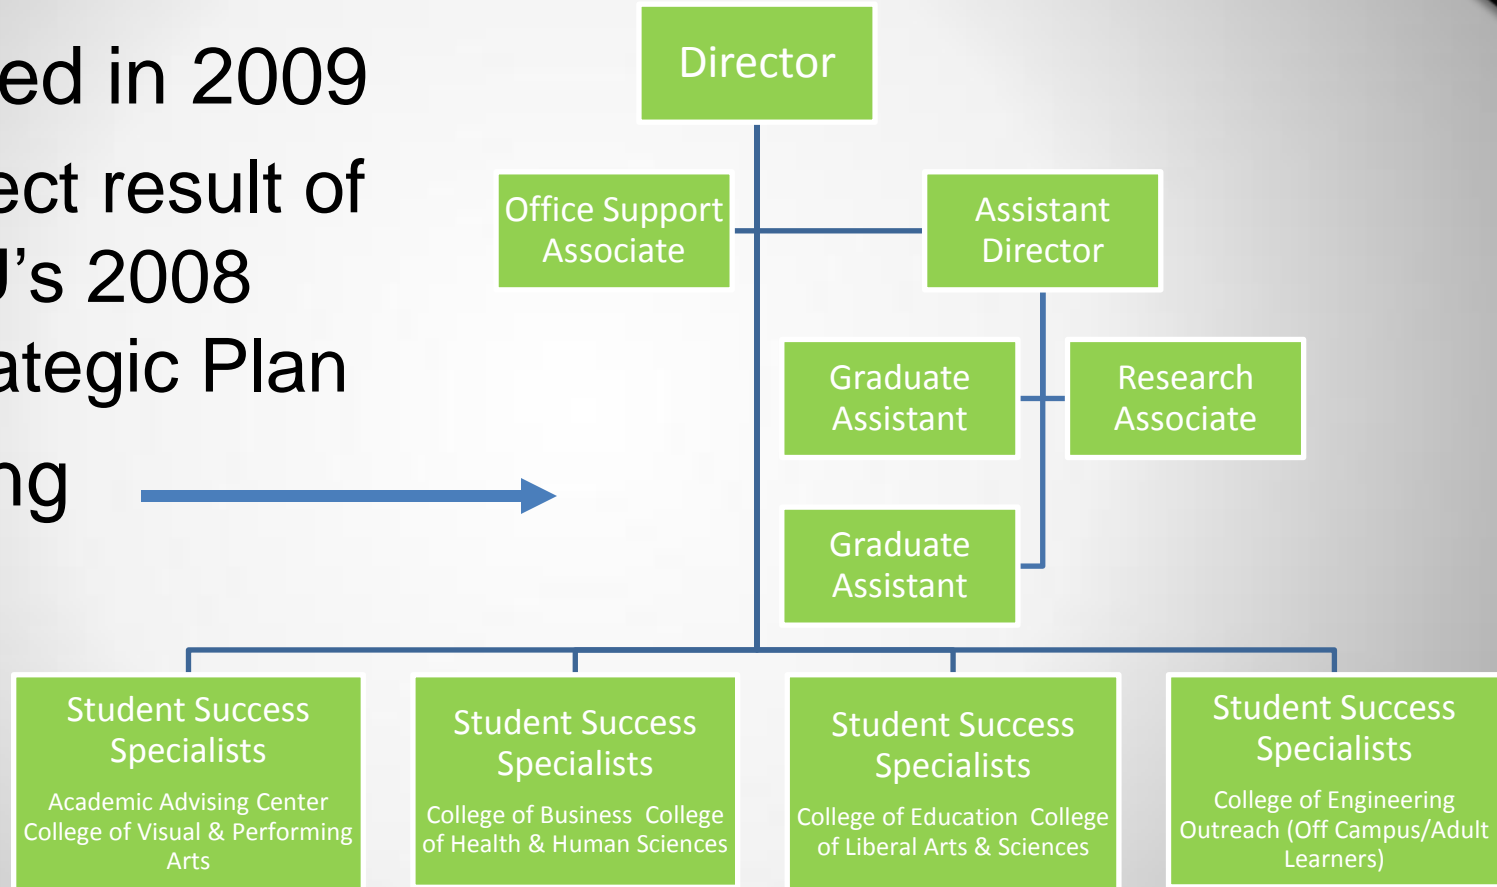 ed in 2009
ect result of
's 2008
ategic Plan
ng
Director
Office Support
Associate
Assistant
Director
Graduate
Assistant
Research
Associate
Graduate
Assistant
Student Success
Specialists
Academic Advising Center
College of Visual & Performing
Arts
Student Success
Specialists
College of Business  College
of Health & Human Sciences
Student Success
Specialists
College of Education  College
of Liberal Arts & Sciences
Student Success
Specialists
College of Engineering
Outreach (Off Campus/Adult
Learners)